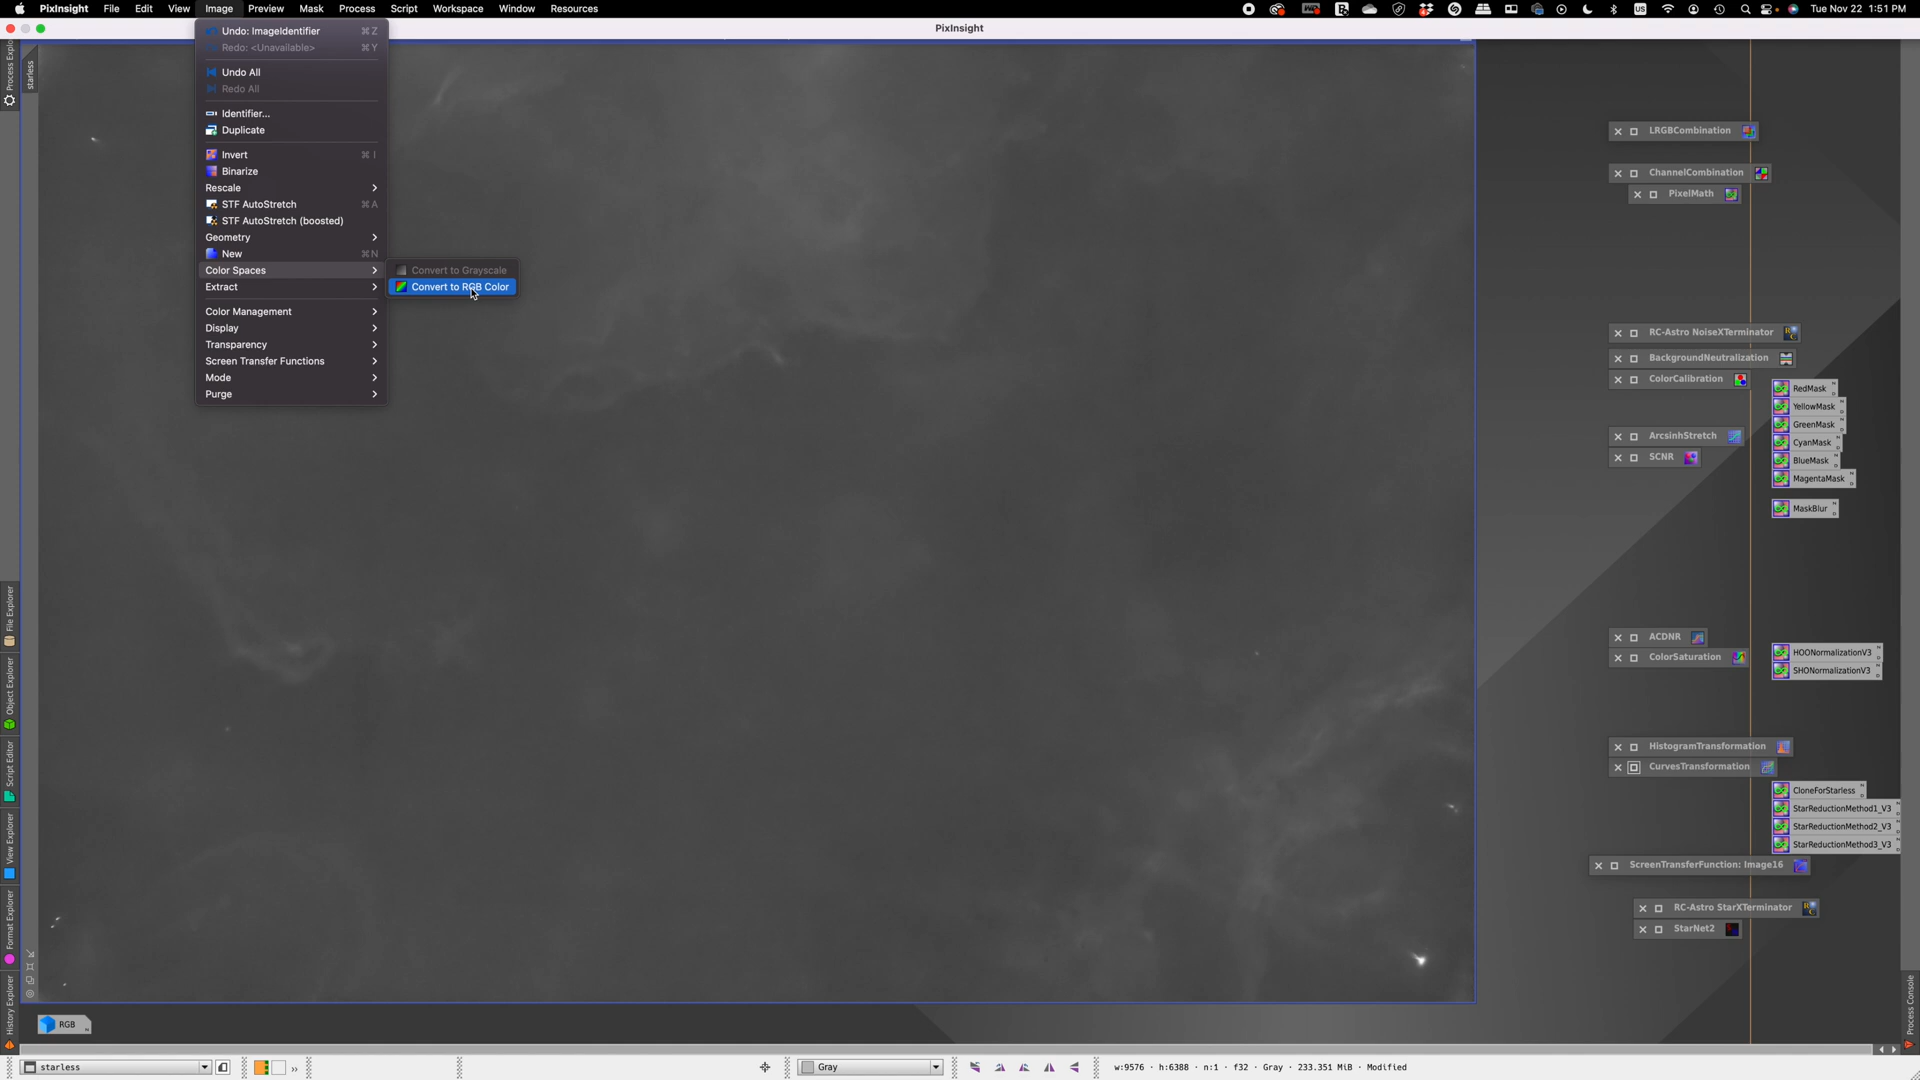 PixInsight File Edit View Image Preview Mask Process Script Workspace Window Resources
US
Tue Nov 22 1:51 PM
PixInsight
Undo: ImageIdentifier ⌘Z
Redo: <Unavailable> ⌘Y
Undo All
Redo All
Identifier...
Duplicate
Invert ⌘I
Binarize
Rescale
STF AutoStretch ⌘A
STF AutoStretch (boosted)
Geometry
New ⌘N
Color Spaces
Extract
Color Management
Display
Transparency
Screen Transfer Functions
Mode
Purge
Convert to Grayscale
Convert to RGB Color
starless
Process Explo
File Explorer
Object Explorer
Script Editor
View Explorer
Format Explorer
History Explorer
LRGBCombination
ChannelCombination
PixelMath
RC-Astro NoiseXTerminator
BackgroundNeutralization
ColorCalibration
RedMask
YellowMask
GreenMask
CyanMask
BlueMask
MagentaMask
ArcsinhStretch
SCNR
MaskBlur
ACDNR
ColorSaturation
HOONormalizationV3
SHONormalizationV3
HistogramTransformation
CurvesTransformation
CloneForStarless
StarReductionMethod1_V3
StarReductionMethod2_V3
StarReductionMethod3_V3
ScreenTransferFunction: Image16
RC-Astro StarXTerminator
StarNet2
Process Console
RGB
starless
Gray
w:9576 · h:6388 · n:1 · f32 · Gray · 233.351 MiB · Modified